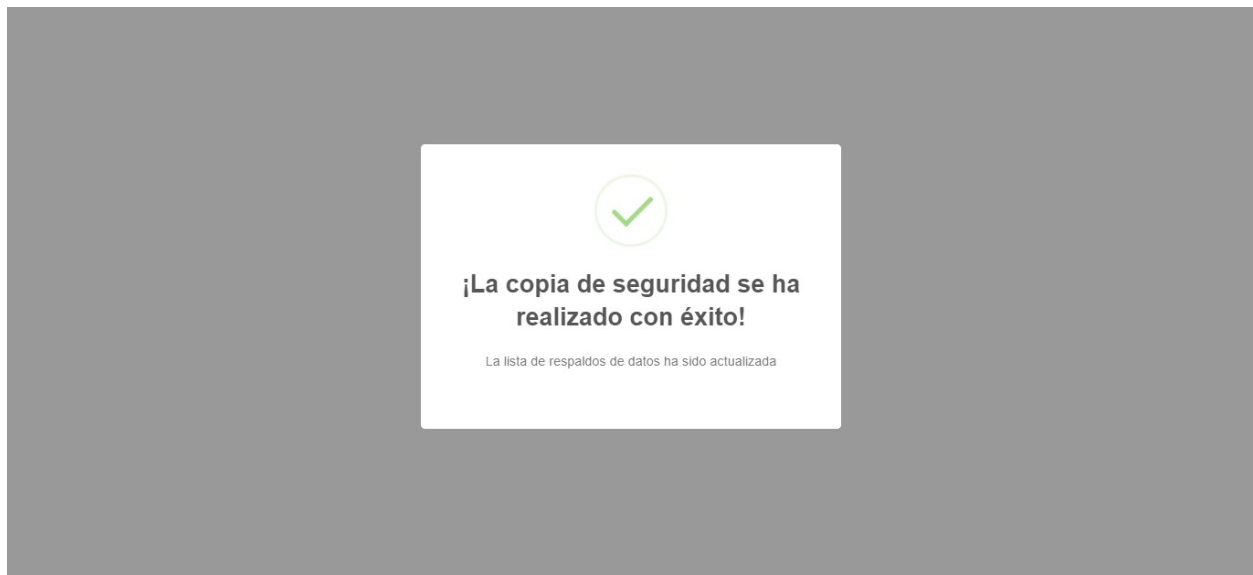 ¡La copia de seguridad se ha
realizado con éxito!
La lista de respaldos de datos ha sido actualizada